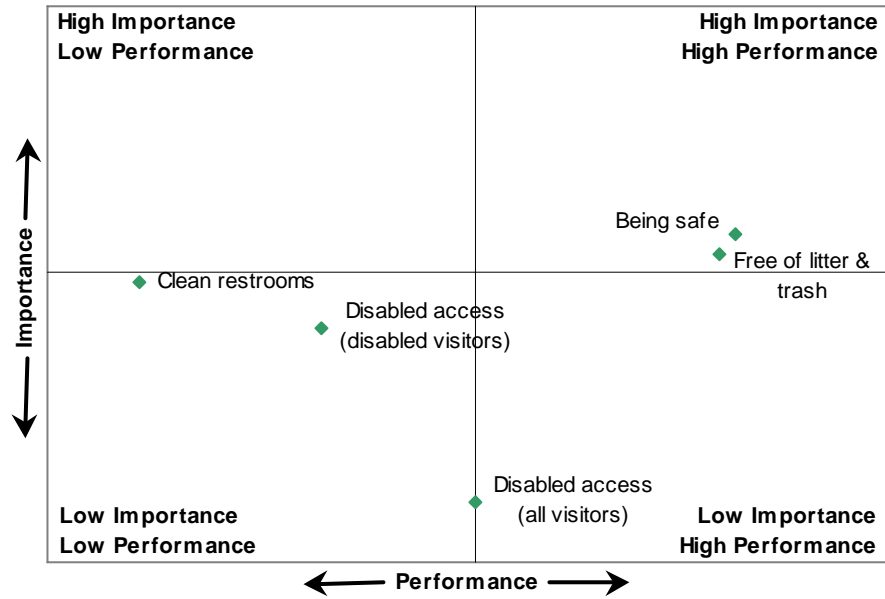 High Importance
Low Performance
High Importance
High Performance
Importance
Being safe
Free of litter &
trash
Clean restrooms
Disabled access
(disabled visitors)
Disabled access
(all visitors)
Low Importance
Low Performance
Low Importance
High Performance
Performance